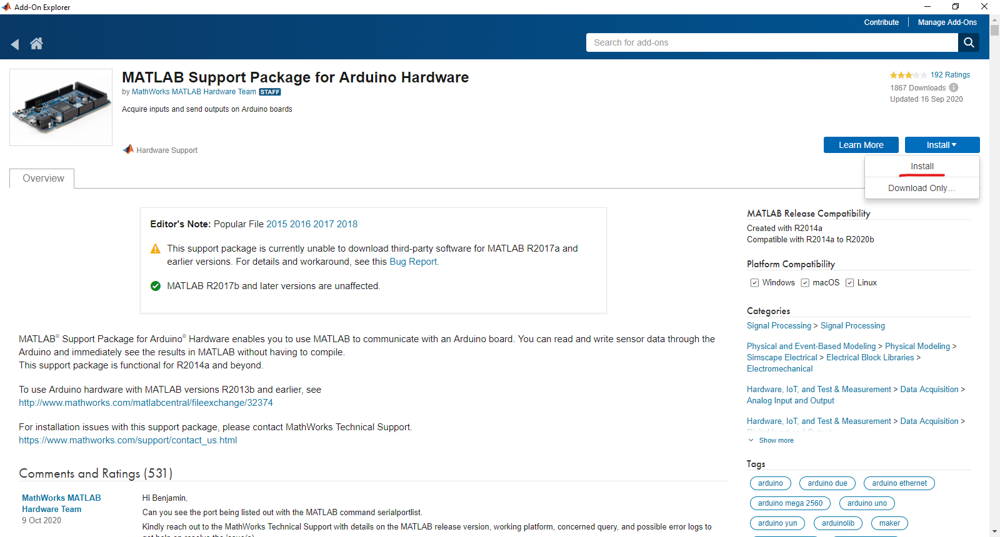 Add-On Explorer
Contribute
Manage Add-Ons
Search for add-ons
MATLAB Support Package for Arduino Hardware
by MathWorks MATLAB Hardware Team STAFF
Acquire inputs and send outputs on Arduino boards
Hardware Support
192 Ratings
1867 Downloads
Updated 16 Sep 2020
Learn More
Install
Install
Download Only…
Overview
Editor's Note: Popular File 2015 2016 2017 2018
This support package is currently unable to download third-party software for MATLAB R2017a and
earlier versions. For details and workaround, see this Bug Report.
MATLAB R2017b and later versions are unaffected.
MATLAB® Support Package for Arduino® Hardware enables you to use MATLAB to communicate with an Arduino board. You can read and write sensor data through the
Arduino and immediately see the results in MATLAB without having to compile.
This support package is functional for R2014a and beyond.
To use Arduino hardware with MATLAB versions R2013b and earlier, see
http://www.mathworks.com/matlabcentral/fileexchange/32374
For installation issues with this support package, please contact MathWorks Technical Support.
https://www.mathworks.com/support/contact_us.html
Comments and Ratings (531)
MathWorks MATLAB
Hardware Team
9 Oct 2020
Hi Benjamin,
Can you see the port being listed out with the MATLAB command serialportlist.
Kindly reach out to the MathWorks Technical Support with details on the MATLAB release version, working platform, concerned query, and possible error logs to
get help on resolve the issue(s)
MATLAB Release Compatibility
Created with R2014a
Compatible with R2014a to R2020b
Platform Compatibility
Windows macOS Linux
Categories
Signal Processing > Signal Processing
Physical and Event-Based Modeling > Physical Modeling >
Simscape Electrical > Electrical Block Libraries >
Electromechanical
Hardware, IoT, and Test & Measurement > Data Acquisition >
Analog Input and Output
Hardware, IoT, and Test & Measurement > Data Acquisition >
Digital Input and Output
Show more
Tags
arduino arduino due arduino ethernet
arduino mega 2560 arduino uno
arduino yun arduinolib maker